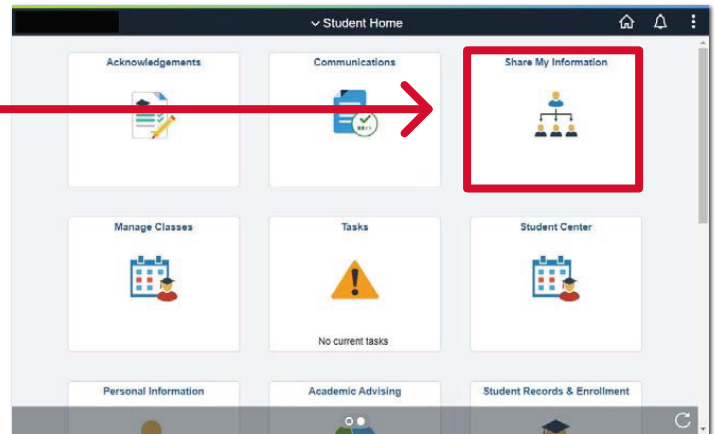 Student Home
Acknowledgements
Communications
Share My Information
Manage Classes
Tasks
Student Center
No current tasks
Personal Information
Academic Advising
Student Records & Enrollment